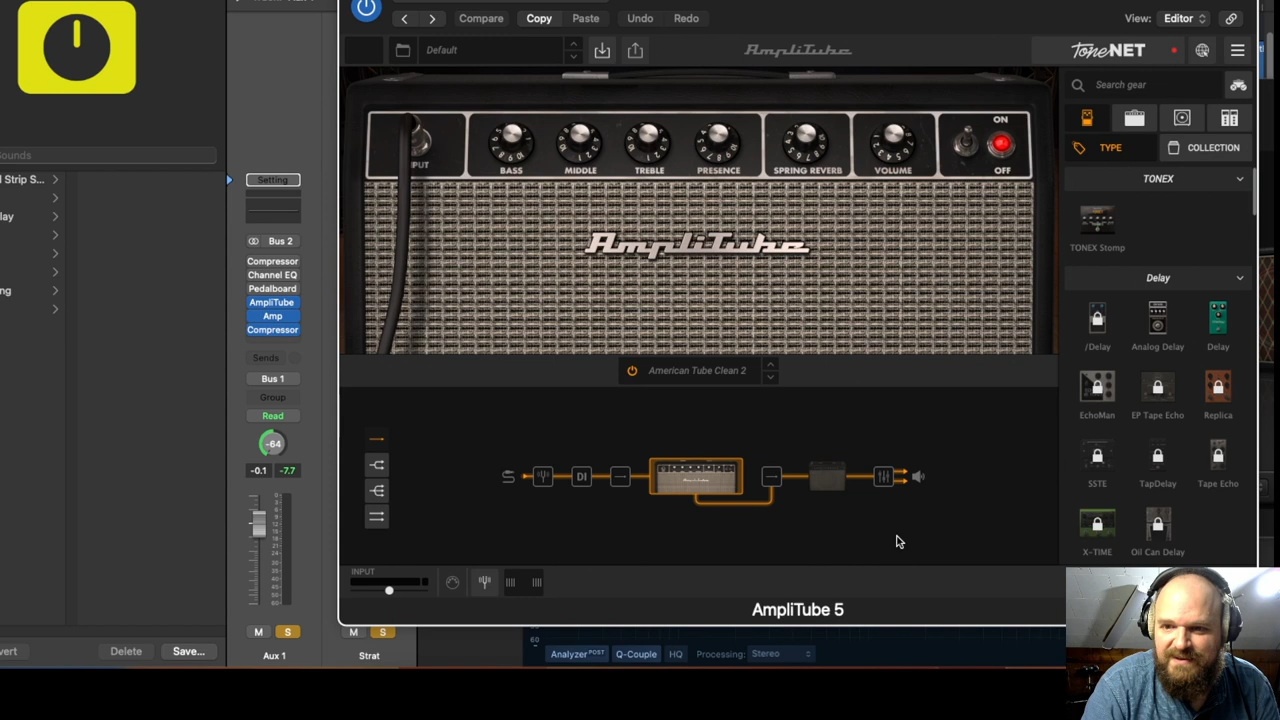 Compare
Copy
Paste
Undo
Redo
View:
Editor
Default
AmpliTube
ToneNET
Search gear
TYPE
COLLECTION
TONEX
TONEX Stomp
Delay
/Delay
Analog Delay
Delay
EchoMan
EP Tape Echo
Replica
SSTE
TapDelay
Tape Echo
X-TIME
Oil Can Delay
BASS
MIDDLE
TREBLE
PRESENCE
SPRING REVERB
VOLUME
ON
OFF
AmpliTube
American Tube Clean 2
DI
INPUT
AmpliTube 5
Sounds
Setting
Bus 2
Compressor
Channel EQ
Pedalboard
AmpliTube
Amp
Compressor
Sends
Bus 1
Group
Read
-64
-0.1
-7.7
M
S
M
S
Aux 1
Strat
Delete
Save...
60
Analyzer POST
Q-Couple
HQ
Processing:
Stereo